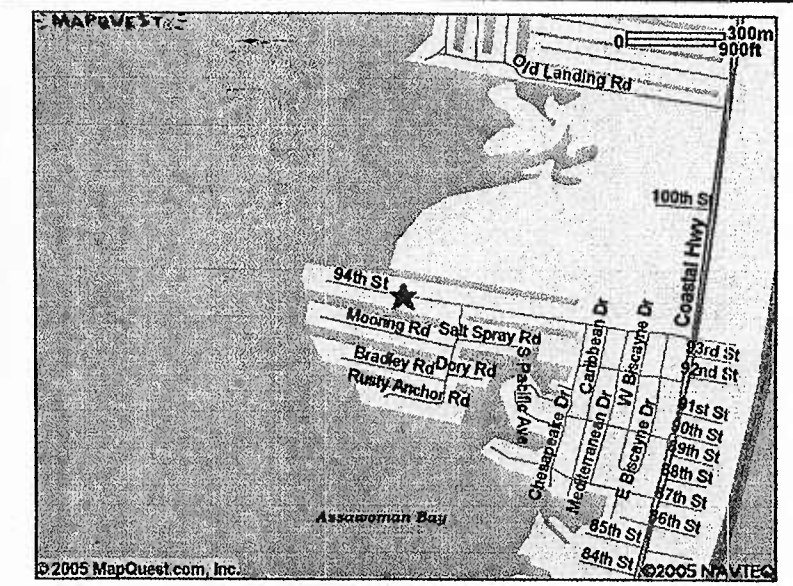 MAPQUEST
0 300m
900ft
Old Landing Rd
100th St
Coastal Hwy
94th St
Mooring Rd
Salt Spray Rd
Caribbean Dr
W Biscayne Dr
93rd St
92nd St
Bradley Rd
Dory Rd
S Pacific Ave
Rusty Anchor Rd
91st St
90th St
Chesapeake Dr
Mediterranean Dr
E Biscayne Dr
89th St
88th St
87th St
86th St
Assawoman Bay
85th St
84th St
©2005 MapQuest.com, Inc.
©2005 NAVTEQ